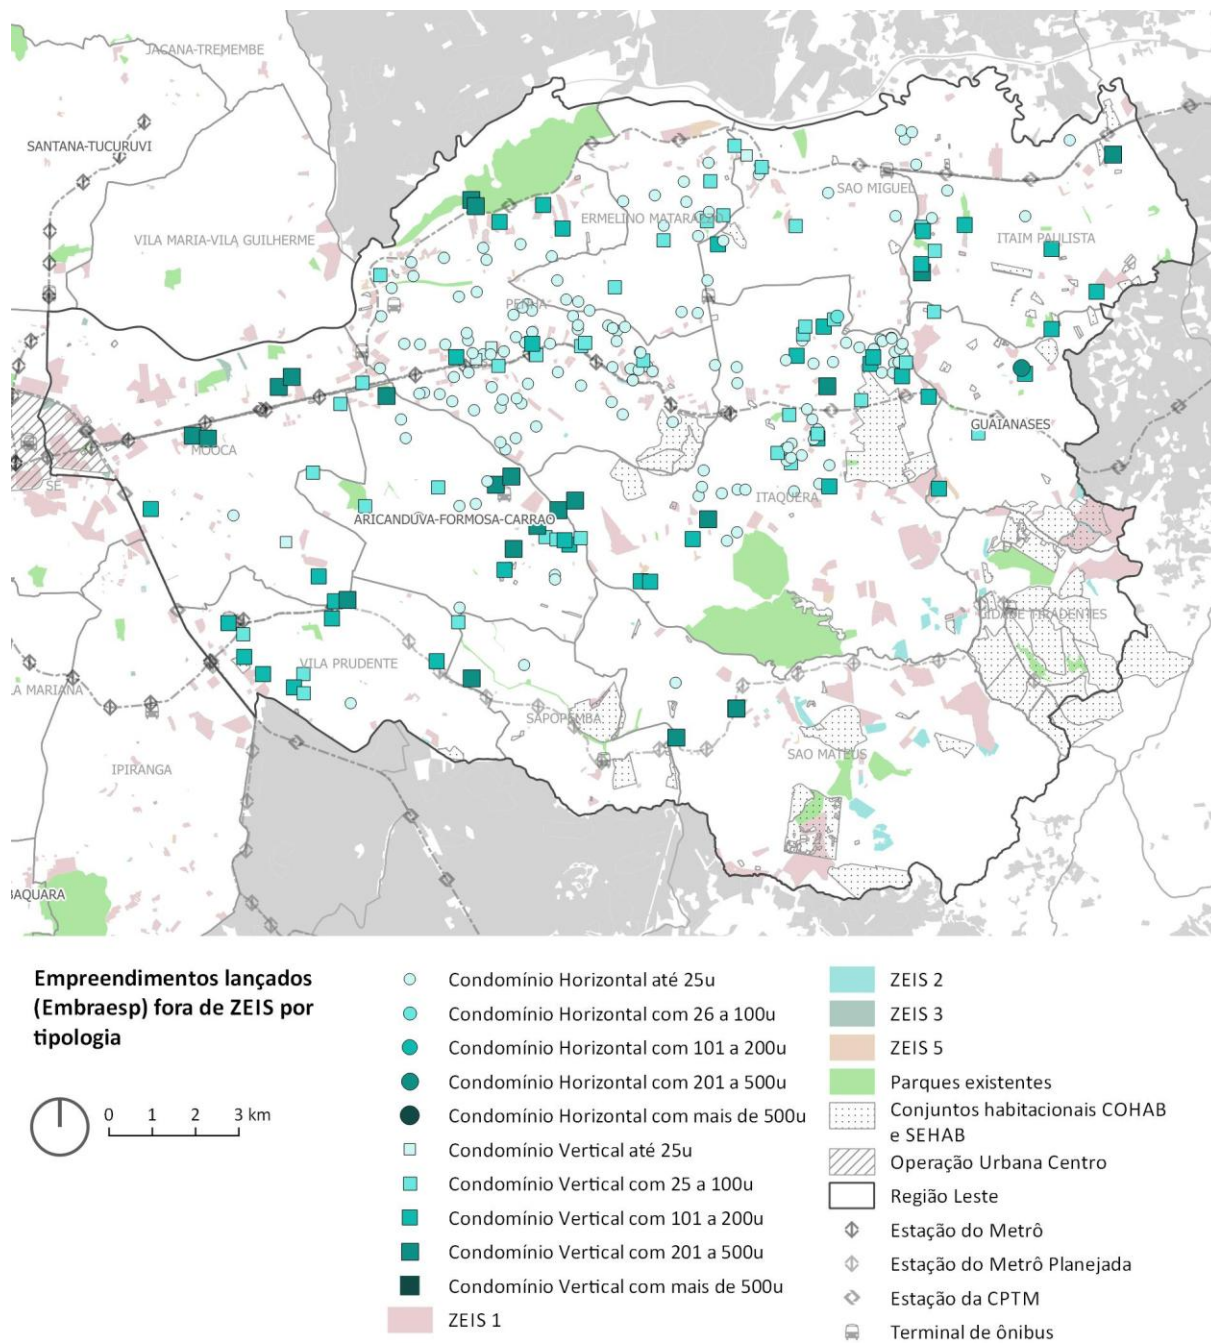 JAÇANA-TREMEMBE
SANTANA-TUCURUVI
VILA MARIA-VILA GUILHERME
ERMELINO MATARAZZO
SAO MIGUEL
ITAIM PAULISTA
PENHA
MOOCA
SE
GUAIANASES
ITAQUERA
ARICANDUVA-FORMOSA-CARRAO
CIDADE TIRADENTES
VILA PRUDENTE
LA MARIANA
SAPOPEMBA
SAO MATEUS
IPIRANGA
BAQUARA
Empreendimentos lançados
(Embraesp) fora de ZEIS por
tipologia
0 1 2 3 km
Condomínio Horizontal até 25u
Condomínio Horizontal com 26 a 100u
Condomínio Horizontal com 101 a 200u
Condomínio Horizontal com 201 a 500u
Condomínio Horizontal com mais de 500u
Condomínio Vertical até 25u
Condomínio Vertical com 25 a 100u
Condomínio Vertical com 101 a 200u
Condomínio Vertical com 201 a 500u
Condomínio Vertical com mais de 500u
ZEIS 1
ZEIS 2
ZEIS 3
ZEIS 5
Parques existentes
Conjuntos habitacionais COHAB
e SEHAB
Operação Urbana Centro
Região Leste
Estação do Metrô
Estação do Metrô Planejada
Estação da CPTM
Terminal de ônibus